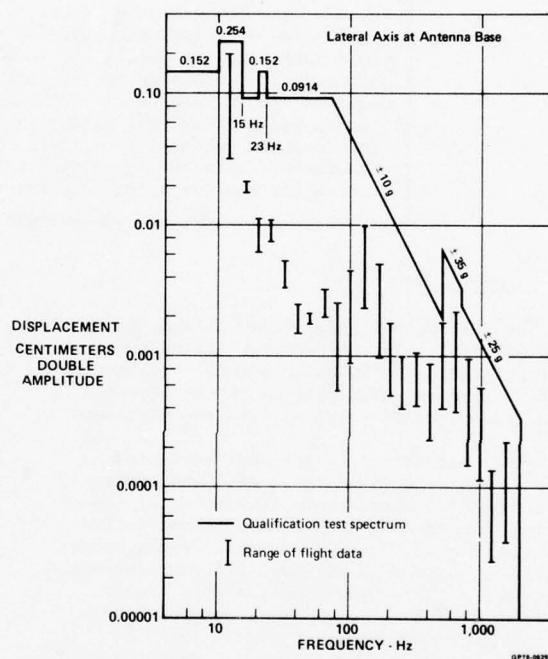 Lateral Axis at Antenna Base
0.254
0.152
0.152
0.0914
0.10
15 Hz
23 Hz
± 10 g
0.01
± 35 g
DISPLACEMENT
CENTIMETERS
DOUBLE
AMPLITUDE
0.001
± 25 g
0.0001
Qualification test spectrum
Range of flight data
0.00001
10
100
1,000
FREQUENCY - Hz